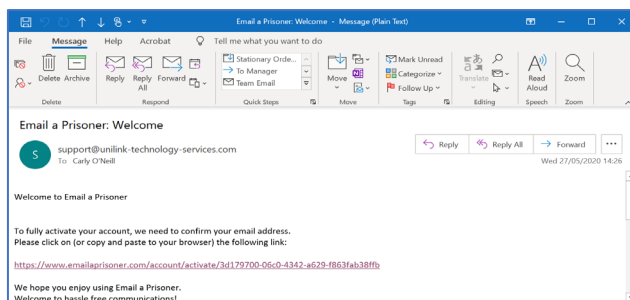 Email a Prisoner: Welcome - Message (Plain Text)
File Message Help Acrobat Tell me what you want to do
Delete Archive
Reply Reply All Forward
Stationary Orde...
To Manager
Team Email
Move
Mark Unread
Categorize
Follow Up
Translate
Read Aloud
Zoom
Delete Respond Quick Steps Move Tags Editing Speech Zoom
Email a Prisoner: Welcome
S
support@unilink-technology-services.com
To Carly O'Neill
Reply Reply All Forward ...
Wed 27/05/2020 14:26
Welcome to Email a Prisoner
To fully activate your account, we need to confirm your email address.
Please click on (or copy and paste to your browser) the following link:
https://www.emailaprisoner.com/account/activate/3d179700-06c0-4342-a629-f863fab38ffb
We hope you enjoy using Email a Prisoner.
Welcome to hassle free communications!